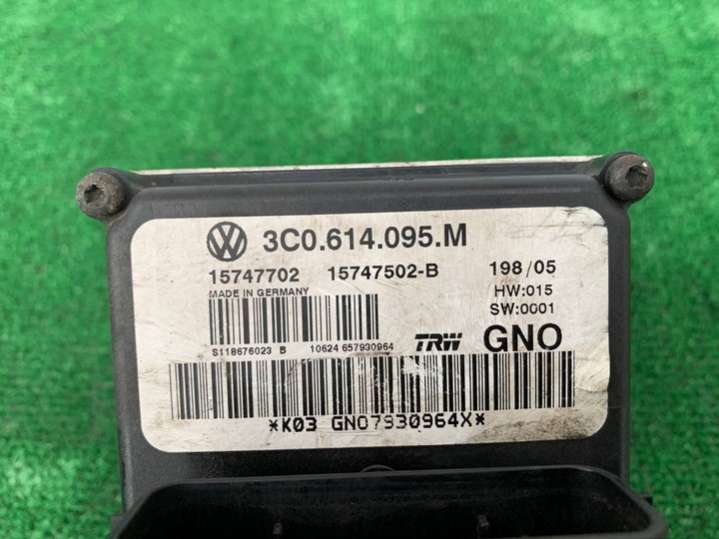 3C0.614.095.M
15747702 15747502-B 198/05
MADE IN GERMANY HW:015
SW:0001
S118676023 B 10624 657930964 TRW GNO
*K03 GNO7930964X*